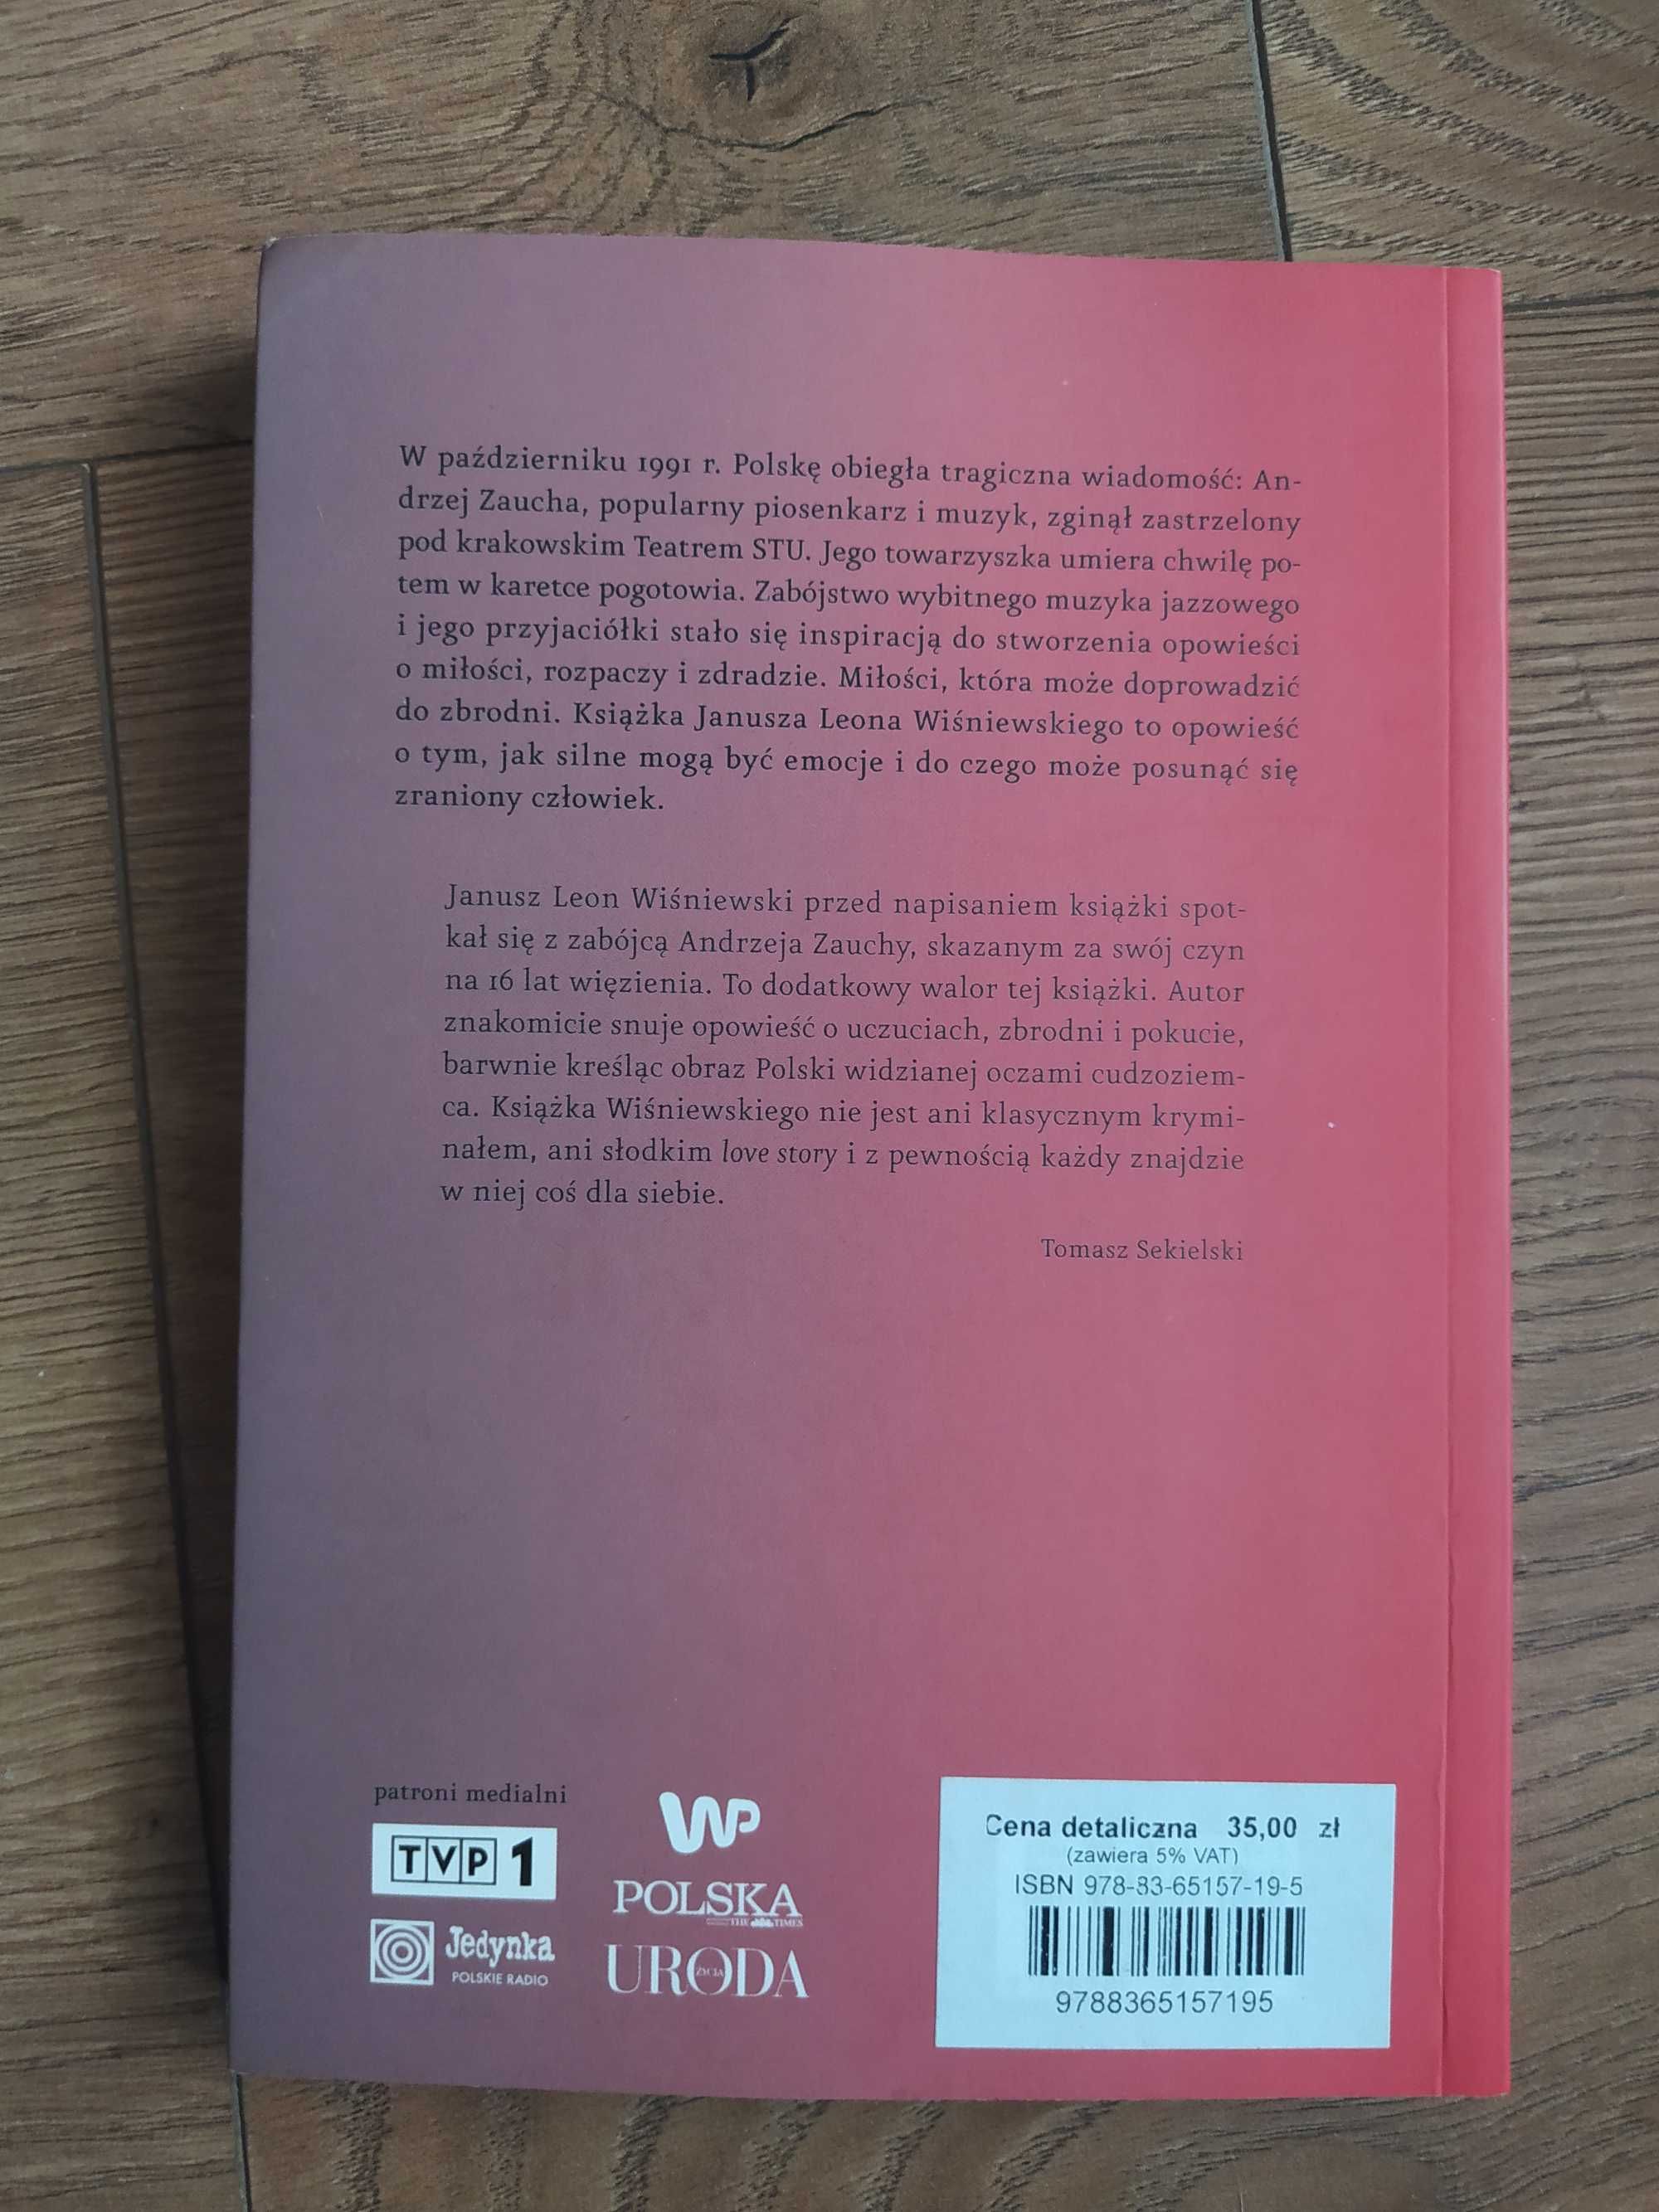 W październiku 1991 r. Polskę obiegła tragiczna wiadomość: An-
drzej Zaucha, popularny piosenkarz i muzyk, zginął zastrzelony
pod krakowskim Teatrem STU. Jego towarzyszka umiera chwilę po-
tem w karetce pogotowia. Zabójstwo wybitnego muzyka jazzowego
i jego przyjaciółki stało się inspiracją do stworzenia opowieści
o miłości, rozpaczy i zdradzie. Miłości, która może doprowadzić
do zbrodni. Książka Janusza Leona Wiśniewskiego to opowieść
o tym, jak silne mogą być emocje i do czego może posunąć się
zraniony człowiek.
Janusz Leon Wiśniewski przed napisaniem książki spot-
kał się z zabójcą Andrzeja Zauchy, skazanym za swój czyn
na 16 lat więzienia. To dodatkowy walor tej książki. Autor
znakomicie snuje opowieść o uczuciach, zbrodni i pokucie,
barwnie kreśląc obraz Polski widzianej oczami cudzoziem-
ca. Książka Wiśniewskiego nie jest ani klasycznym krymi-
nałem, ani słodkim love story i z pewnością każdy znajdzie
w niej coś dla siebie.
Tomasz Sekielski
patroni medialni
TVP 1
Jedynka
POLSKIE RADIO
WP
POLSKA
THE TIMES
URODA
ŻYCIA
Cena detaliczna 35,00 zł
(zawiera 5% VAT)
ISBN 978-83-65157-19-5
9788365157195